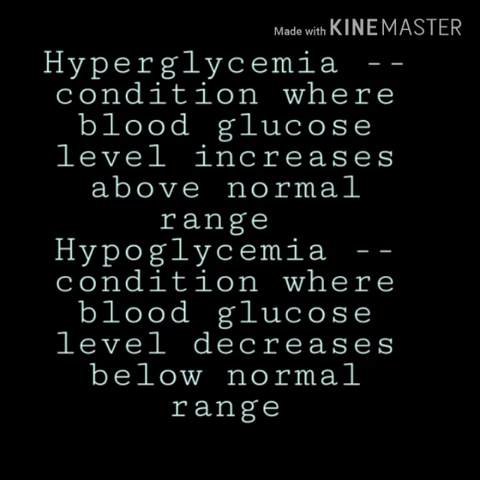 Made with KINEMASTER
Hyperglycemia --
condition where
blood glucose
level increases
above normal
range
Hypoglycemia --
condition where
blood glucose
level decreases
below normal
range